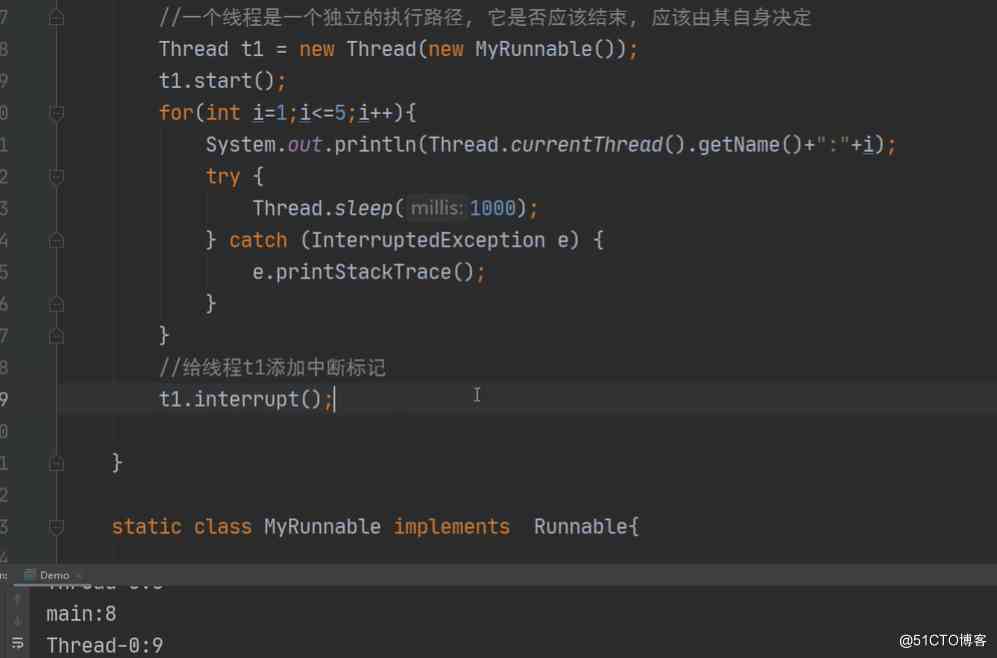 7 //一个线程是一个独立的执行路径, 它是否应该结束, 应该由其自身决定
8 Thread t1 = new Thread(new MyRunnable());
9 t1.start();
0 for(int i=1;i<=5;i++){
1 System.out.println(Thread.currentThread().getName()+":"+i);
2 try {
3 Thread.sleep( millis: 1000);
4 } catch (InterruptedException e) {
5 e.printStackTrace();
6 }
7 }
8 //给线程t1添加中断标记
9 t1.interrupt();
0
1 }
2
3 static class MyRunnable implements Runnable{
4
Demo ×
main:8
Thread-0:9
@51CTO博客